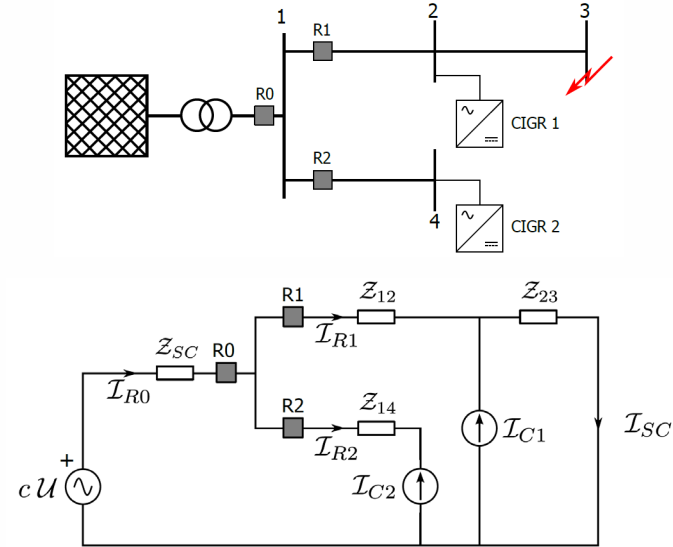 1
2
3
R1
R0
CIGR 1
R2
4
CIGR 2
R1
Z12
Z23
ZSC
R0
IR1
IR0
R2
Z14
IC1
ISC
IR2
+
c U
IC2